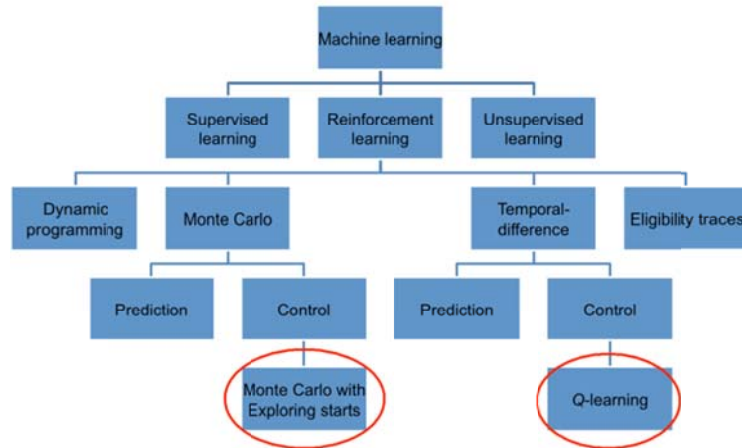 Machine learning
Supervised
learning
Reinforcement
learning
Unsupervised
learning
Dynamic
programming
Monte Carlo
Temporal-
difference
Eligibility traces
Prediction
Control
Prediction
Control
Monte Carlo with
Exploring starts
Q-learning